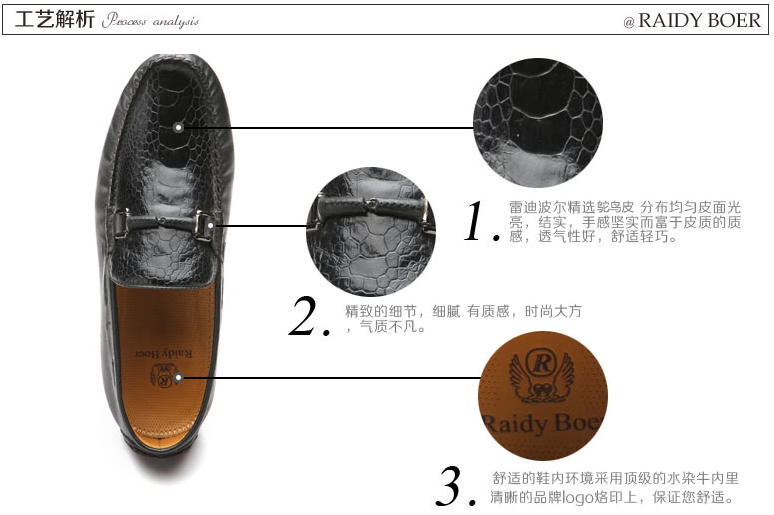 工艺解析 Process analysis
@ RAIDY BOER
1.
雷迪波尔精选鸵鸟皮 分布均匀皮面光
亮，结实，手感坚实而富于皮质的质
感，透气性好，舒适轻巧。
2.
精致的细节，细腻 有质感，时尚大方
，气质不凡。
Raidy Boer
R
R
Raidy Boer
3.
舒适的鞋内环境采用顶级的水染牛内里
清晰的品牌logo烙印上，保证您舒适。